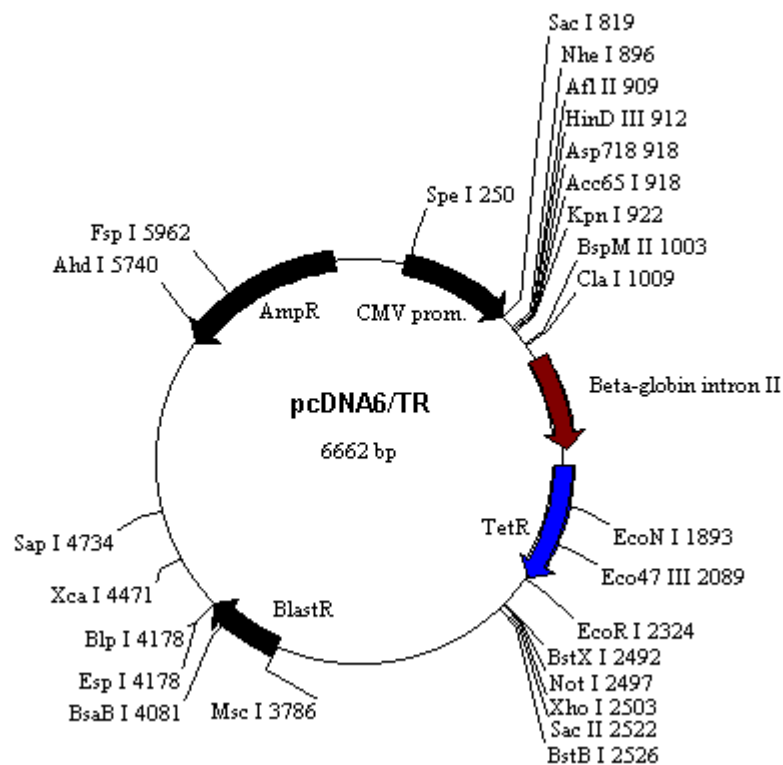 Sac I 819
Nhe I 896
Afl II 909
HinD III 912
Asp718 918
Acc65 I 918
Kpn I 922
BspM II 1003
Cla I 1009
Spe I 250
Fsp I 5962
Ahd I 5740
AmpR
CMV prom.
Beta-globin intron II
pcDNA6/TR
6662 bp
TetR
EcoN I 1893
Eco47 III 2089
EcoR I 2324
BstX I 2492
Not I 2497
Xho I 2503
Sac II 2522
BstB I 2526
Sap I 4734
Xca I 4471
BlastR
Blp I 4178
Esp I 4178
BsaB I 4081
Msc I 3786